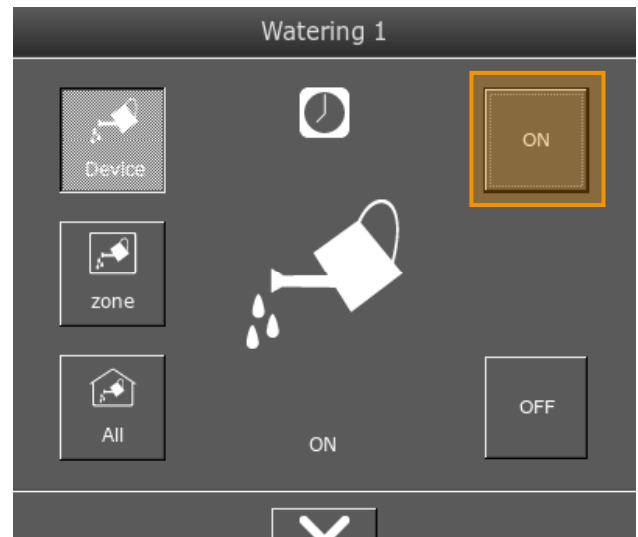 Watering 1
Device
ON
zone
All
ON
OFF